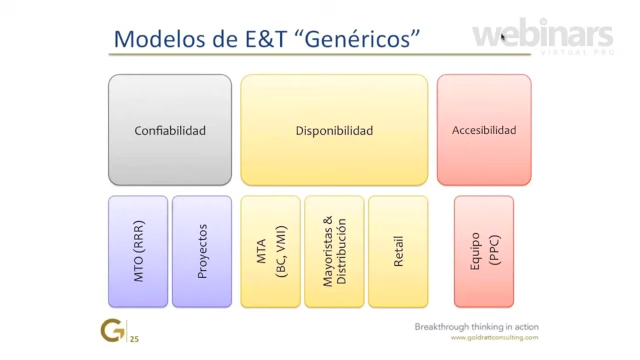 Modelos de E&T “Genéricos”
webinars
VIRTUAL PRO
Confiabilidad
Disponibilidad
Accesibilidad
MTO (RRR)
Proyectos
MTA
(BC, VMI)
Mayoristas &
Distribución
Retail
Equipo
(PPC)
G
25
Breakthrough thinking in action
www.goldrattconsulting.com